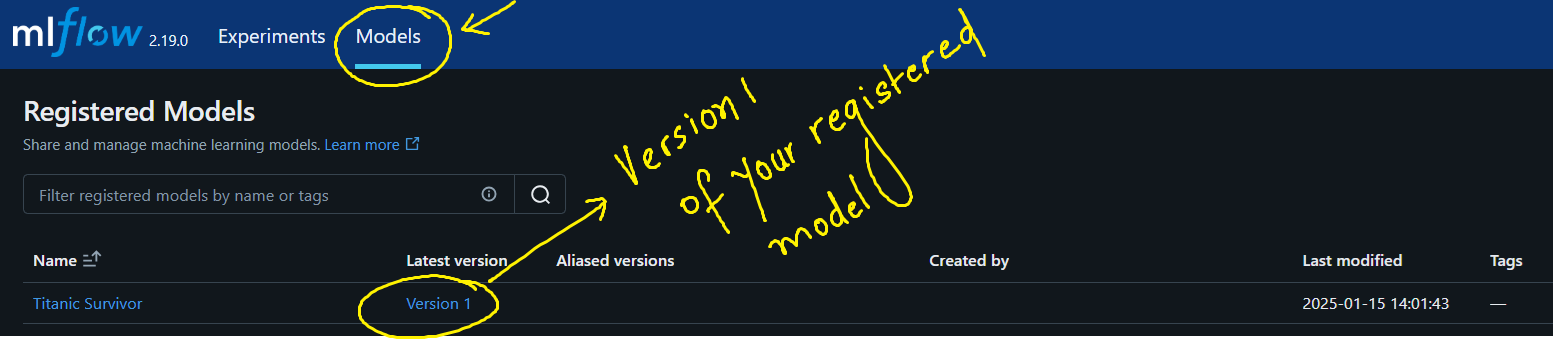 mlflow 2.19.0 Experiments Models
Registered Models
Share and manage machine learning models. Learn more
Filter registered models by name or tags
Version 1
of your registered
model
Name Latest version Aliased versions Created by Last modified Tags
Titanic Survivor Version 1 2025-01-15 14:01:43 —